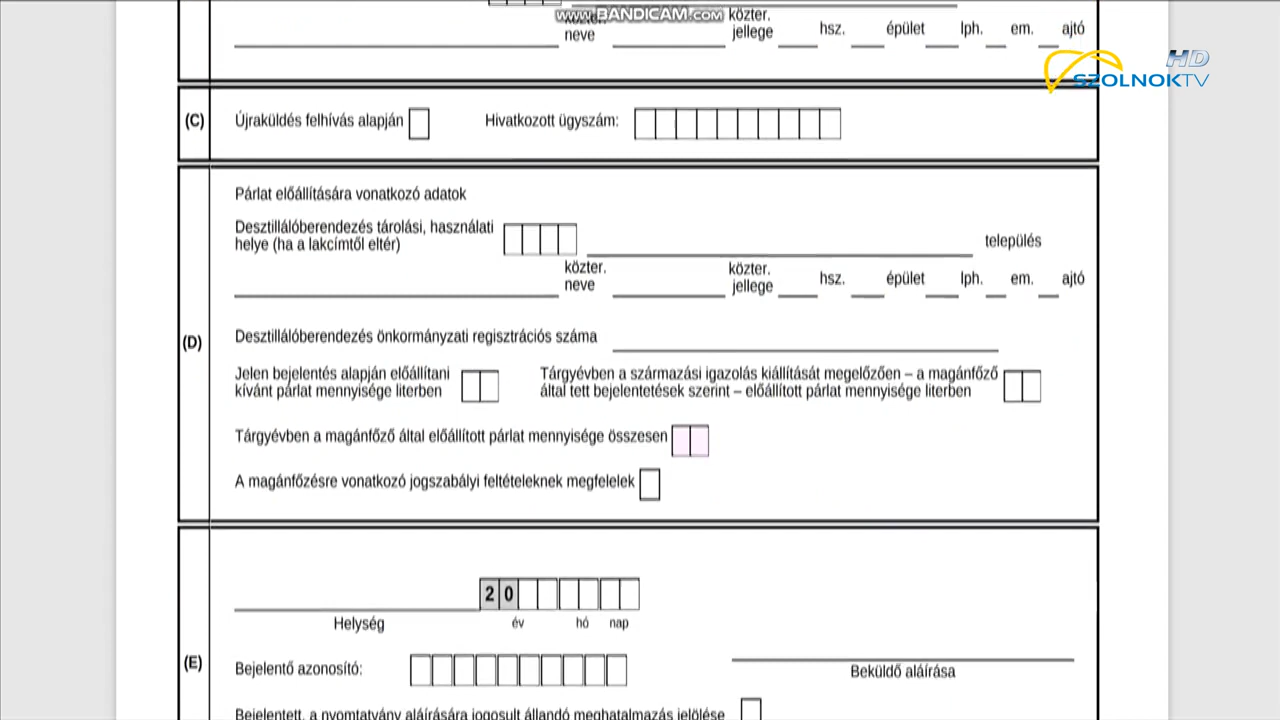 www.BANDICAM.com
közter.
neve
közter.
jellege
hsz.
épület
lph.
em.
ajtó
HD
SZOLNOKTV
(C)
Újraküldés felhívás alapján
Hivatkozott ügyszám:
(D)
Párlat előállítására vonatkozó adatok
Desztillálóberendezés tárolási, használati
helye (ha a lakcímtől eltér)
település
közter.
neve
közter.
jellege
hsz.
épület
lph.
em.
ajtó
Desztillálóberendezés önkormányzati regisztrációs száma
Jelen bejelentés alapján előállítani
kívánt párlat mennyisége literben
Tárgyévben a származási igazolás kiállítását megelőzően – a magánfőző
által tett bejelentetések szerint – előállított párlat mennyisége literben
Tárgyévben a magánfőző által előállított párlat mennyisége összesen
A magánfőzésre vonatkozó jogszabályi feltételeknek megfelelek
(E)
20
Helység
év
hó
nap
Bejelentő azonosító:
Beküldő aláírása
Bejelentett, a nyomtatvány aláírására jogosult állandó meghatalmazás jelölése